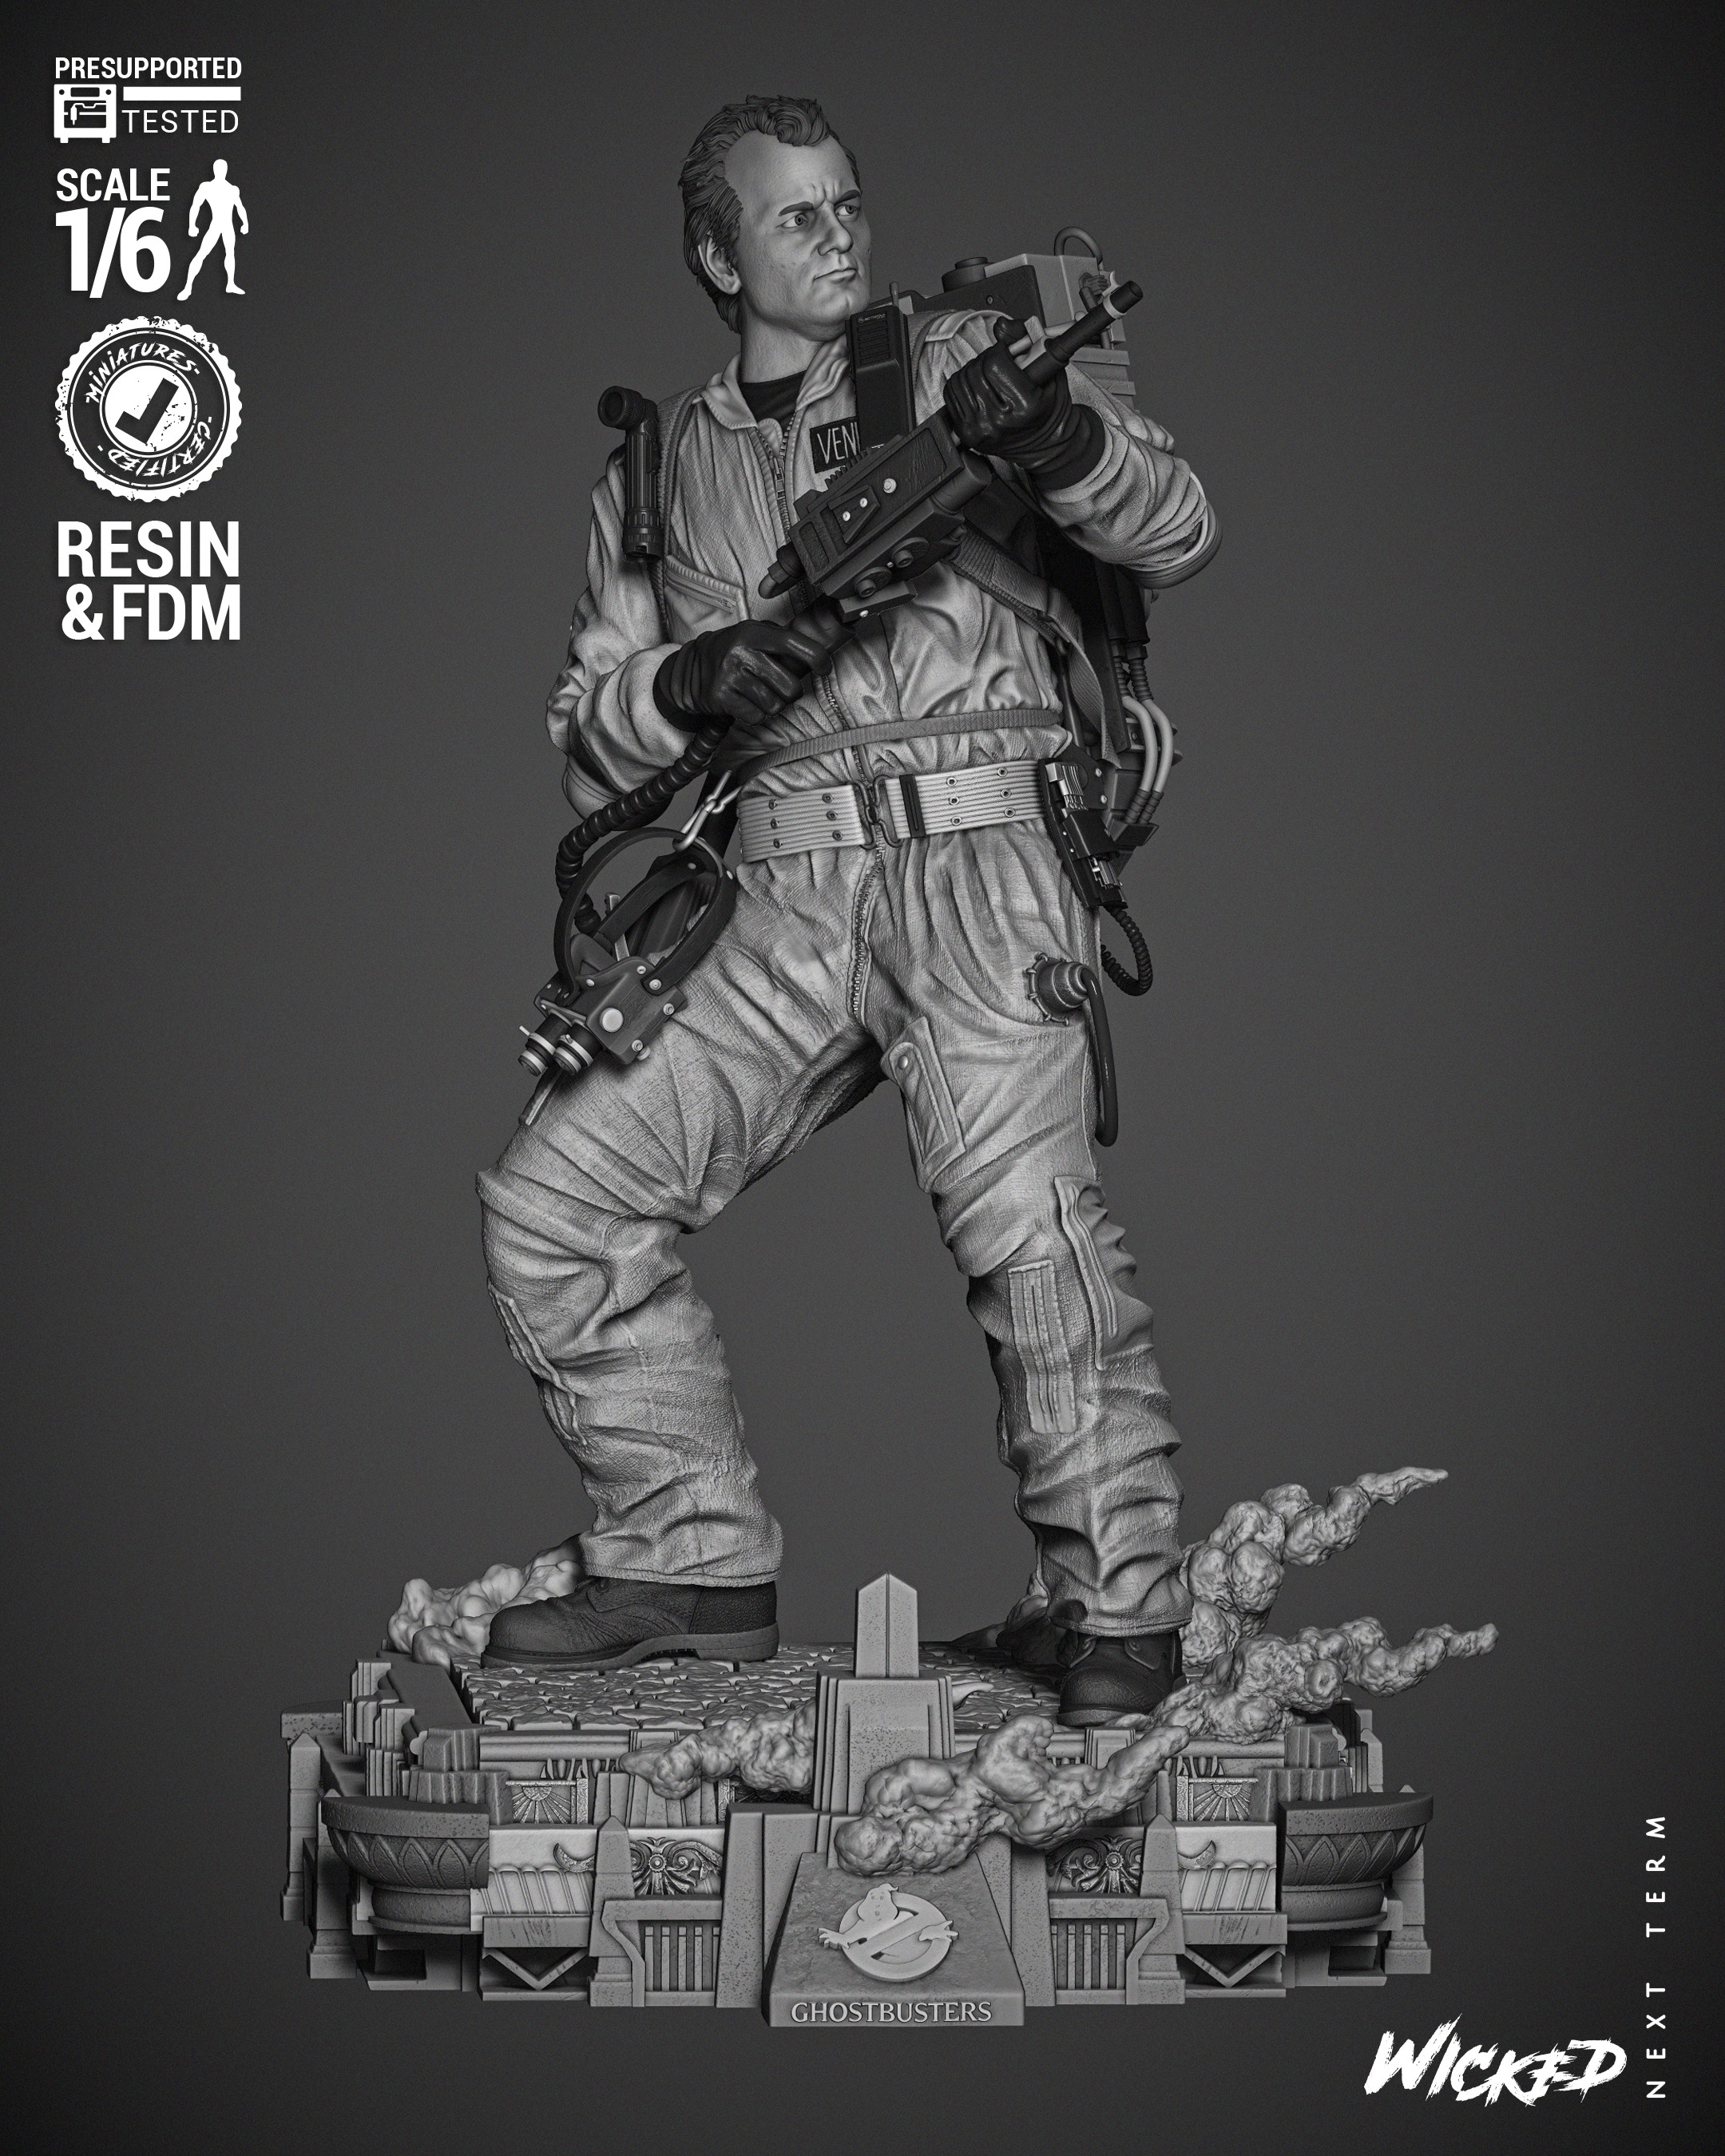 PRESUPPORTED
TESTED
SCALE
1/6
MINIATURES
CERTIFIED
RESIN
&FDM
VEN
GHOSTBUSTERS
WICKED
NEXT TERM